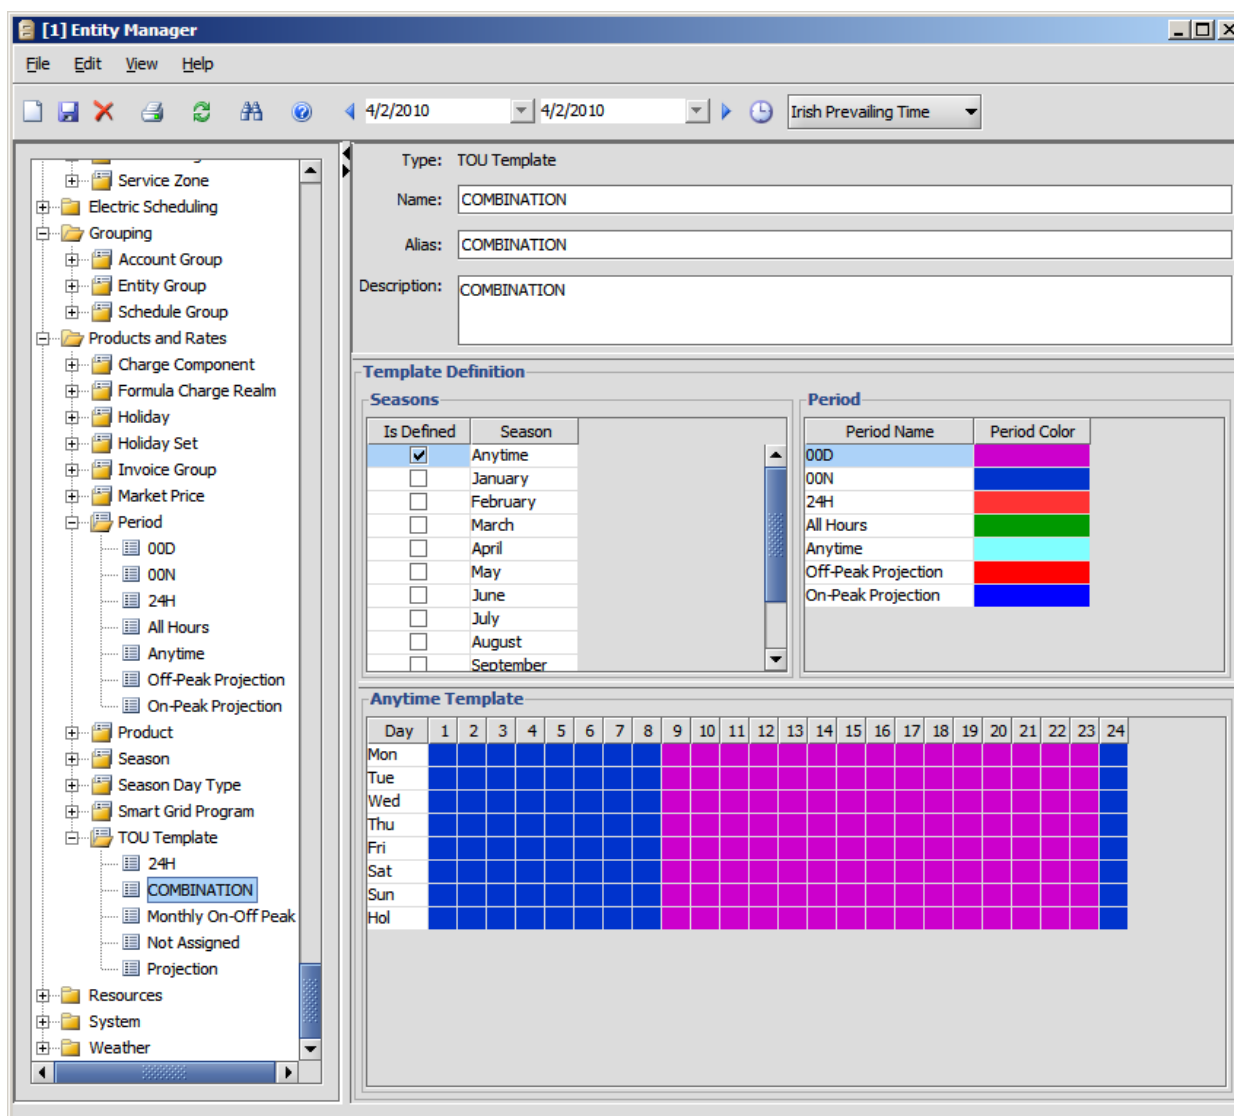 [1] Entity Manager
File Edit View Help
4/2/2010 4/2/2010 Irish Prevailing Time
Service Zone
Electric Scheduling
Grouping
Account Group
Entity Group
Schedule Group
Products and Rates
Charge Component
Formula Charge Realm
Holiday
Holiday Set
Invoice Group
Market Price
Period
00D
00N
24H
All Hours
Anytime
Off-Peak Projection
On-Peak Projection
Product
Season
Season Day Type
Smart Grid Program
TOU Template
24H
COMBINATION
Monthly On-Off Peak
Not Assigned
Projection
Resources
System
Weather
Type: TOU Template
Name: COMBINATION
Alias: COMBINATION
Description: COMBINATION
Template Definition
Seasons
Is Defined Season
Anytime
January
February
March
April
May
June
July
August
September
Period
Period Name Period Color
00D
00N
24H
All Hours
Anytime
Off-Peak Projection
On-Peak Projection
Anytime Template
Day 1 2 3 4 5 6 7 8 9 10 11 12 13 14 15 16 17 18 19 20 21 22 23 24
Mon
Tue
Wed
Thu
Fri
Sat
Sun
Hol